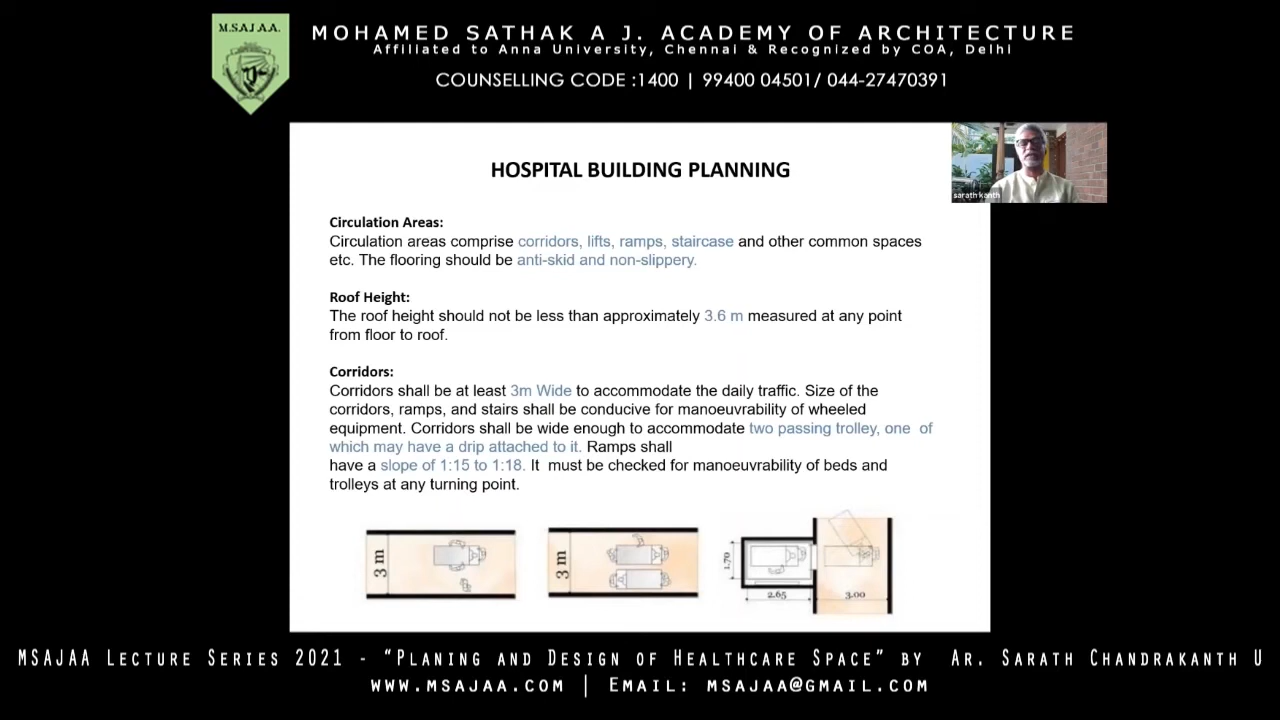 M.SAJAA.
MOHAMED SATHAK A J. ACADEMY OF ARCHITECTURE
Affiliated to Anna University, Chennai & Recognized by COA, Delhi
COUNSELLING CODE :1400 | 99400 04501/ 044-27470391
sarath kanth
HOSPITAL BUILDING PLANNING
Circulation Areas:
Circulation areas comprise corridors, lifts, ramps, staircase and other common spaces
etc. The flooring should be anti-skid and non-slippery.
Roof Height:
The roof height should not be less than approximately 3.6 m measured at any point
from floor to roof.
Corridors:
Corridors shall be at least 3m Wide to accommodate the daily traffic. Size of the
corridors, ramps, and stairs shall be conducive for manoeuvrability of wheeled
equipment. Corridors shall be wide enough to accommodate two passing trolley, one of
which may have a drip attached to it. Ramps shall
have a slope of 1:15 to 1:18. It must be checked for manoeuvrability of beds and
trolleys at any turning point.
3 m
3 m
1.70
2.65
3.00
MSAJAA Lecture Series 2021 - "Planing and Design of Healthcare Space" by Ar. Sarath Chandrakanth U
www.msajaa.com | Email: msajaa@gmail.com